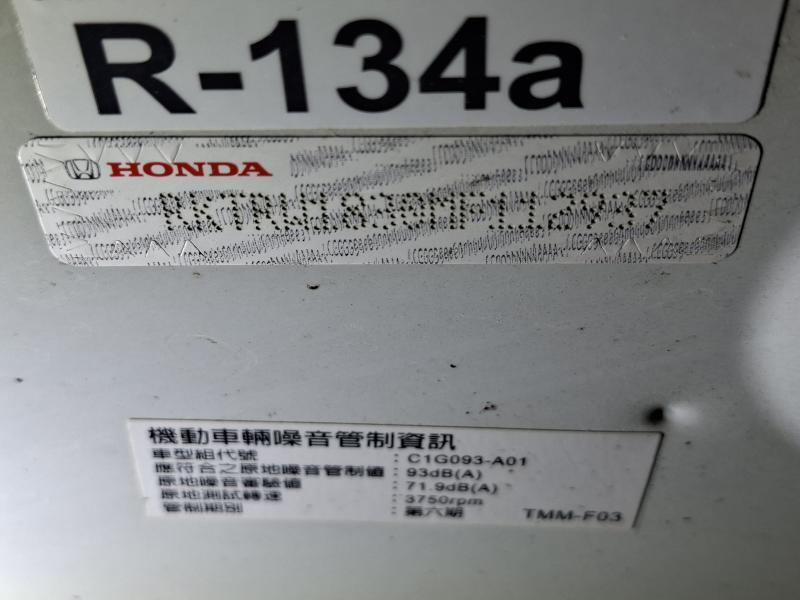 R-134a
HONDA
RKTRW1830MF112937
機動車輛噪音管制資訊
車型組代號 : C1G093-A01
應符合之原地噪音管制值 : 93dB(A)
原地噪音審驗值 : 71.9dB(A)
原地測試轉速 : 3750rpm
管制期別 : 第六期 TMM-F03